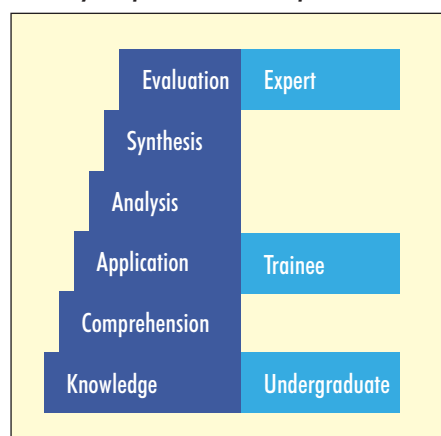 Evaluation Expert
Synthesis
Analysis
Application Trainee
Comprehension
Knowledge Undergraduate